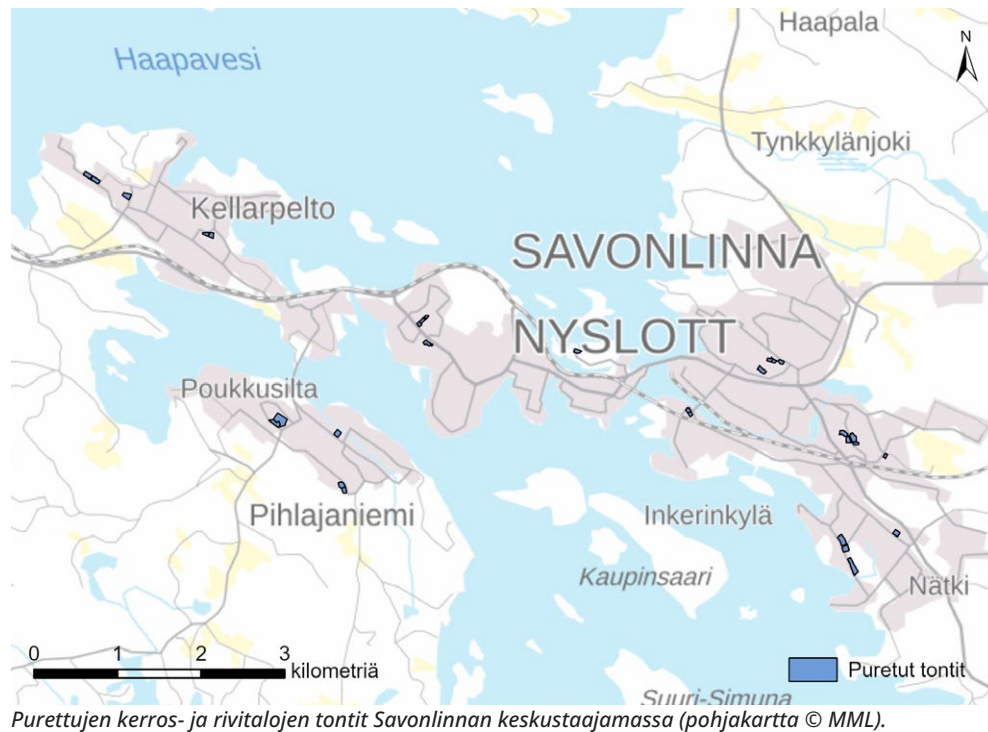 Haapavesi
Haapala
N
Tynkkylänjoki
Kellarpelto
SAVONLINNA
NYSLOTT
Poukkusilta
Pihlajaniemi
Inkerinkylä
Kaupinsaari
Nätki
0 1 2 3
kilometriä
Puretut tontit
Suuri-Simuna
Purettujen kerros- ja rivitalojen tontit Savonlinnan keskustaajamassa (pohjakartta © MML).